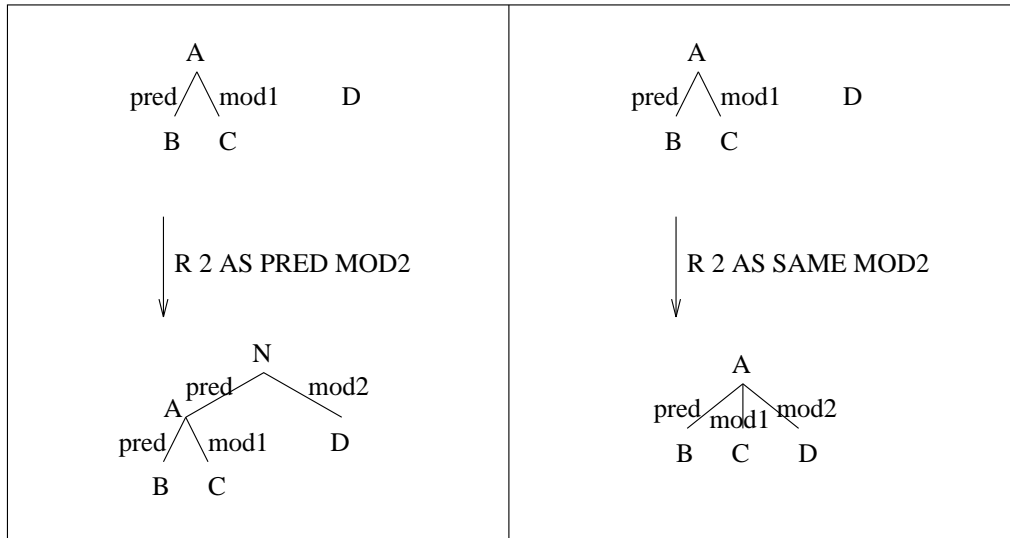 A
pred mod1 D
B C
R 2 AS PRED MOD2
N
pred mod2
A
pred mod1 D
B C
A
pred mod1 D
B C
R 2 AS SAME MOD2
A
pred mod1 mod2
B C D